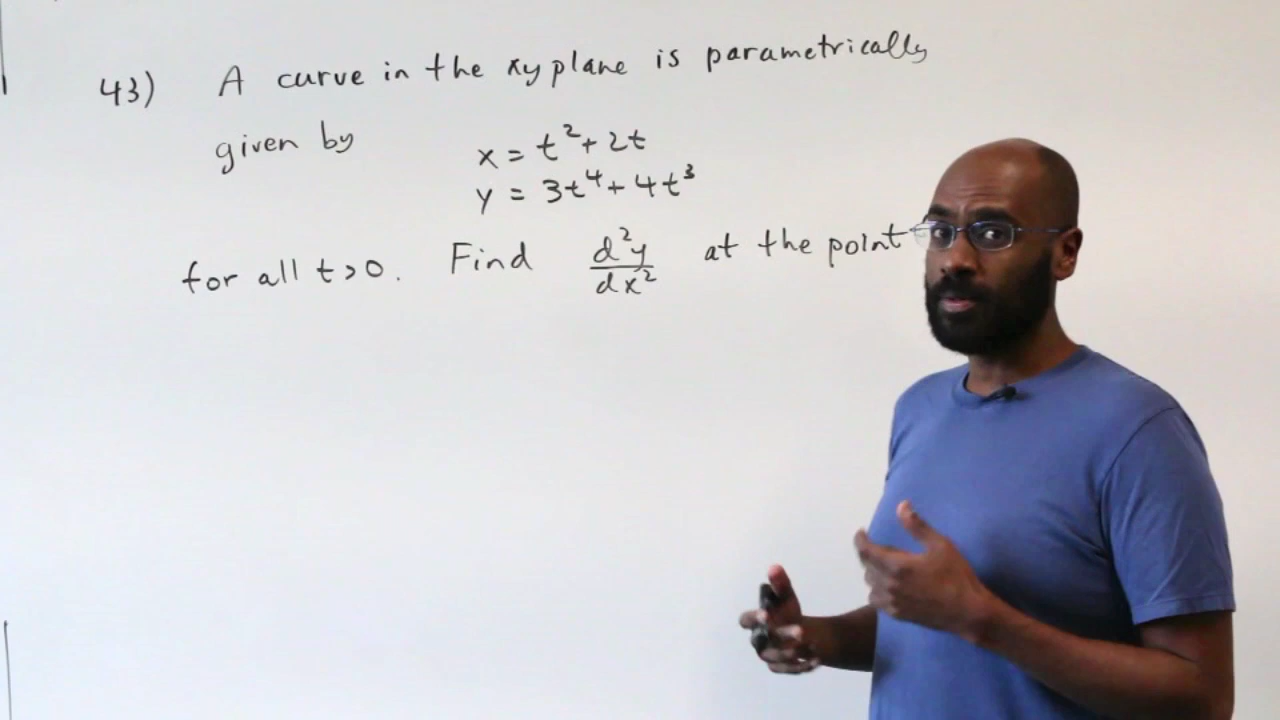 43) A curve in the xy plane is parametrically
given by
x = t² + 2t
y = 3t⁴ + 4t³
for all t > 0. Find d²y/dx² at the point